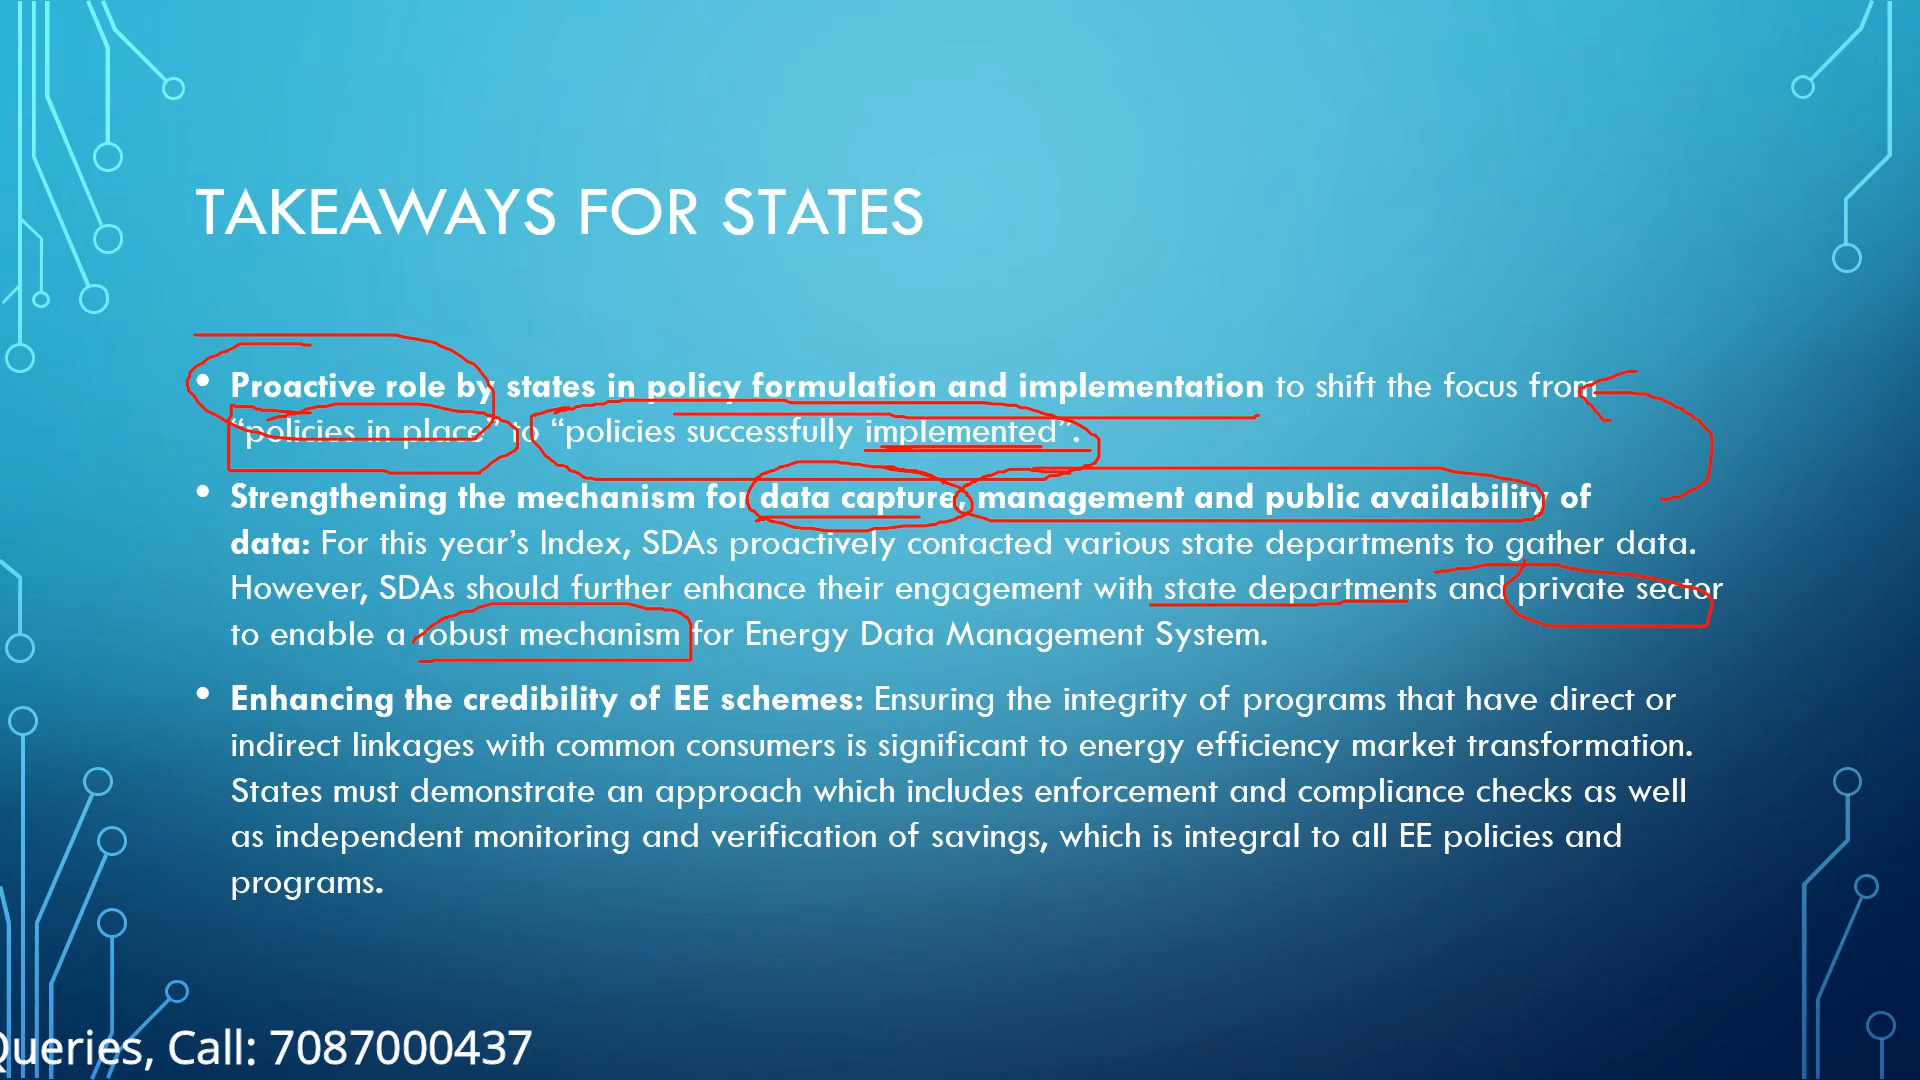 TAKEAWAYS FOR STATES
• Proactive role by states in policy formulation and implementation to shift the focus from
“policies in place” to “policies successfully implemented”.
• Strengthening the mechanism for data capture, management and public availability of
data: For this year’s Index, SDAs proactively contacted various state departments to gather data.
However, SDAs should further enhance their engagement with state departments and private sector
to enable a robust mechanism for Energy Data Management System.
• Enhancing the credibility of EE schemes: Ensuring the integrity of programs that have direct or
indirect linkages with common consumers is significant to energy efficiency market transformation.
States must demonstrate an approach which includes enforcement and compliance checks as well
as independent monitoring and verification of savings, which is integral to all EE policies and
programs.
Queries, Call: 7087000437